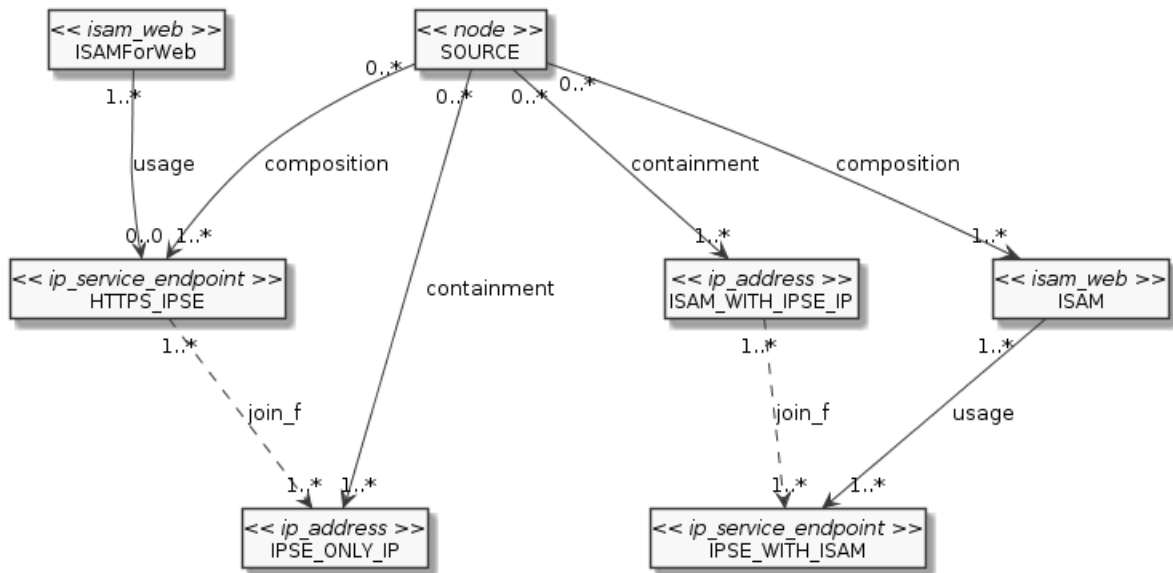 << isam_web >>
ISAMForWeb
<< node >>
SOURCE
1..*
0..*
0..*
0..*
0..*
usage
composition
containment
composition
0..0
1..*
1..*
1..*
<< ip_service_endpoint >>
HTTPS_IPSE
containment
<< ip_address >>
ISAM_WITH_IPSE_IP
<< isam_web >>
ISAM
1..*
1..*
1..*
join_f
join_f
usage
1..*
1..*
1..*
1..*
<< ip_address >>
IPSE_ONLY_IP
<< ip_service_endpoint >>
IPSE_WITH_ISAM